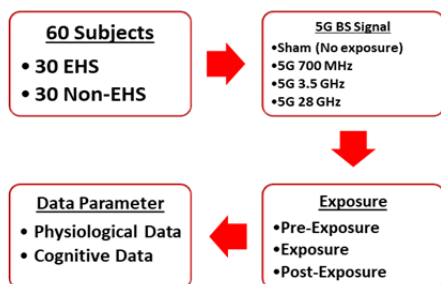 60 Subjects
• 30 EHS
• 30 Non-EHS
5G BS Signal
•Sham (No exposure)
•5G 700 MHz
•5G 3.5 GHz
•5G 28 GHz
Exposure
•Pre-Exposure
•Exposure
•Post-Exposure
Data Parameter
• Physiological Data
• Cognitive Data